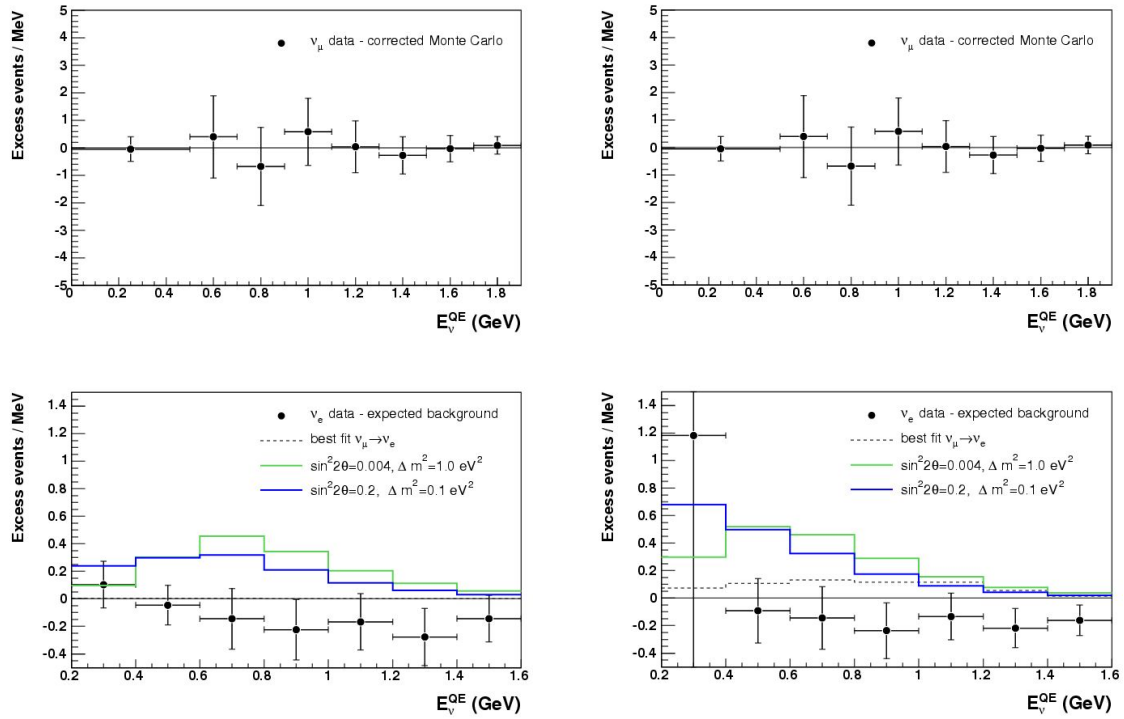 Excess events / MeV
5
4
3
2
1
0
-1
-2
-3
-4
-5
ν_μ data - corrected Monte Carlo
0 0.2 0.4 0.6 0.8 1 1.2 1.4 1.6 1.8
E_ν^QE (GeV)
Excess events / MeV
5
4
3
2
1
0
-1
-2
-3
-4
-5
ν_μ data - corrected Monte Carlo
0 0.2 0.4 0.6 0.8 1 1.2 1.4 1.6 1.8
E_ν^QE (GeV)
Excess events / MeV
1.4
1.2
1
0.8
0.6
0.4
0.2
0
-0.2
-0.4
ν_e data - expected background
best fit ν_μ→ν_e
sin²2θ=0.004, Δ m²=1.0 eV²
sin²2θ=0.2, Δ m²=0.1 eV²
0.2 0.4 0.6 0.8 1 1.2 1.4 1.6
E_ν^QE (GeV)
Excess events / MeV
1.4
1.2
1
0.8
0.6
0.4
0.2
0
-0.2
-0.4
ν_e data - expected background
best fit ν_μ→ν_e
sin²2θ=0.004, Δ m²=1.0 eV²
sin²2θ=0.2, Δ m²=0.1 eV²
0.2 0.4 0.6 0.8 1 1.2 1.4 1.6
E_ν^QE (GeV)